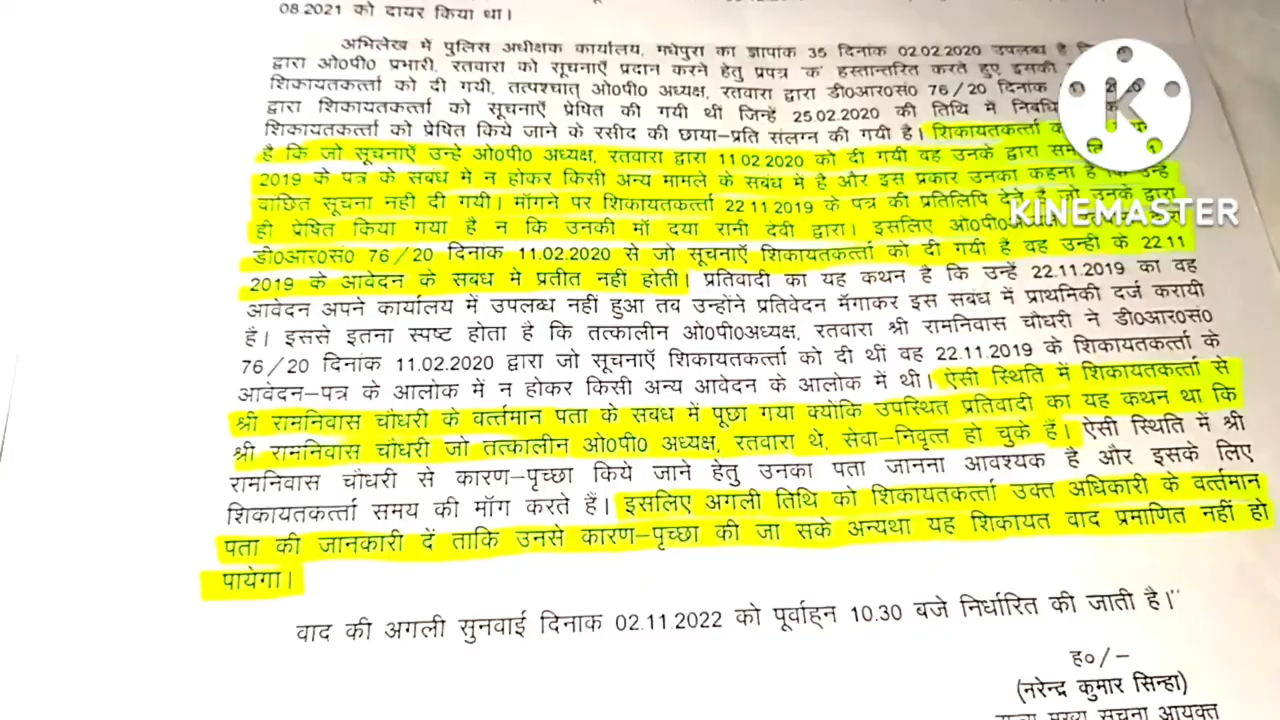 08.2021 को दायर किया था।
अभिलेख में पुलिस अधीक्षक कार्यालय, मधेपुरा का ज्ञापांक 35 दिनांक 02.02.2020 उपलब्ध है
द्वारा ओ0पी0 प्रभारी, रतवारा को सूचनाएँ प्रदान करने हेतु प्रपत्र 'क' हस्तान्तरित करते हुए इसकी
शिकायतकर्त्ता को दी गयी, तत्पश्चात् ओ0पी0 अध्यक्ष, रतवारा द्वारा डी0आर0सं0 76/20 दिनांक
द्वारा शिकायतकर्त्ता को सूचनाएँ प्रेषित की गयी थीं जिन्हें 25.02.2020 की तिथि में
शिकायतकर्त्ता को प्रेषित किये जाने के रसीद की छाया-प्रति संलग्न की गयी है। शिकायतकर्त्ता
है कि जो सूचनाएँ उन्हे ओ0पी0 अध्यक्ष, रतवारा द्वारा 11.02.2020 को दी गयी वह उनके द्वारा
2019 के पत्र के सबंध में न होकर किसी अन्य मामले के सबंध में है और इस प्रकार उनका कहना है कि उन्हें
वांछित सूचना नही दी गयी। माँगने पर शिकायतकर्त्ता 22.11.2019 के पत्र की प्रतिलिपि देते हैं जो उनके द्वारा
ही प्रेषित किया गया है न कि उनकी माँ दया रानी देवी द्वारा। इसलिए
डी0आर0सं0 76/20 दिनांक 11.02.2020 से जो सूचनाएँ शिकायतकर्त्ता को दी गयी है वह उन्ही के 22.11
2019 के आवेदन के सबंध मे प्रतीत नहीं होती। प्रतिवादी का यह कथन है कि उन्हें 22.11.2019 का वह
आवेदन अपने कार्यालय में उपलब्ध नहीं हुआ तब उन्होंने प्रतिवेदन मँगाकर इस सबंध में प्राथमिकी दर्ज करायी
है। इससे इतना स्पष्ट होता है कि तत्कालीन ओ0पी0अध्यक्ष, रतवारा श्री रामनिवास चौधरी ने डी0आर0सं0
76/20 दिनांक 11.02.2020 द्वारा जो सूचनाएँ शिकायतकर्त्ता को दी थीं वह 22.11.2019 के शिकायतकर्त्ता के
आवेदन-पत्र के आलोक में न होकर किसी अन्य आवेदन के आलोक में थी। ऐसी स्थिति में शिकायतकर्त्ता से
श्री रामनिवास चौधरी के वर्त्तमान पता के सबंध में पूछा गया क्योंकि उपस्थित प्रतिवादी का यह कथन था कि
श्री रामनिवास चौधरी जो तत्कालीन ओ0पी0 अध्यक्ष, रतवारा थे, सेवा-निवृत्त हो चुके हैं। ऐसी स्थिति में श्री
रामनिवास चौधरी से कारण-पृच्छा किये जाने हेतु उनका पता जानना आवश्यक है और इसके लिए
शिकायतकर्त्ता समय की माँग करते हैं। इसलिए अगली तिथि को शिकायतकर्त्ता उक्त अधिकारी के वर्त्तमान
पता की जानकारी दें ताकि उनसे कारण-पृच्छा की जा सके अन्यथा यह शिकायत वाद प्रमाणित नहीं हो
पायेगा।
वाद की अगली सुनवाई दिनांक 02.11.2022 को पूर्वाहन 10.30 बजे निर्धारित की जाती है।"
ह0/-
(नरेन्द्र कुमार सिन्हा)
राज्य मुख्य सूचना आयुक्त
K
KINEMASTER